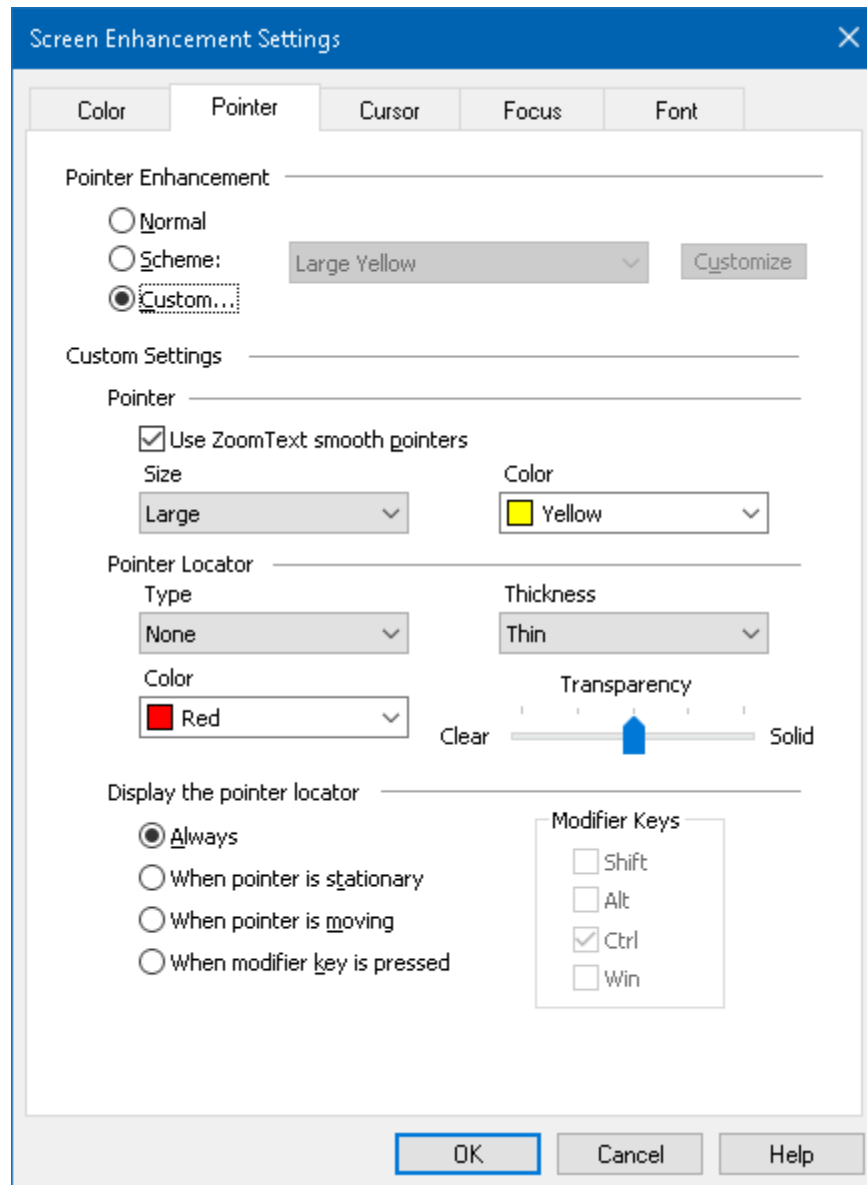 Screen Enhancement Settings
Color Pointer Cursor Focus Font
Pointer Enhancement
Normal
Scheme: Large Yellow Customize
Custom...
Custom Settings
Pointer
Use ZoomText smooth pointers
Size Color
Large Yellow
Pointer Locator
Type Thickness
None Thin
Color Transparency
Red Clear Solid
Display the pointer locator
Modifier Keys
Always
Shift
When pointer is stationary
Alt
When pointer is moving
Ctrl
When modifier key is pressed
Win
OK Cancel Help